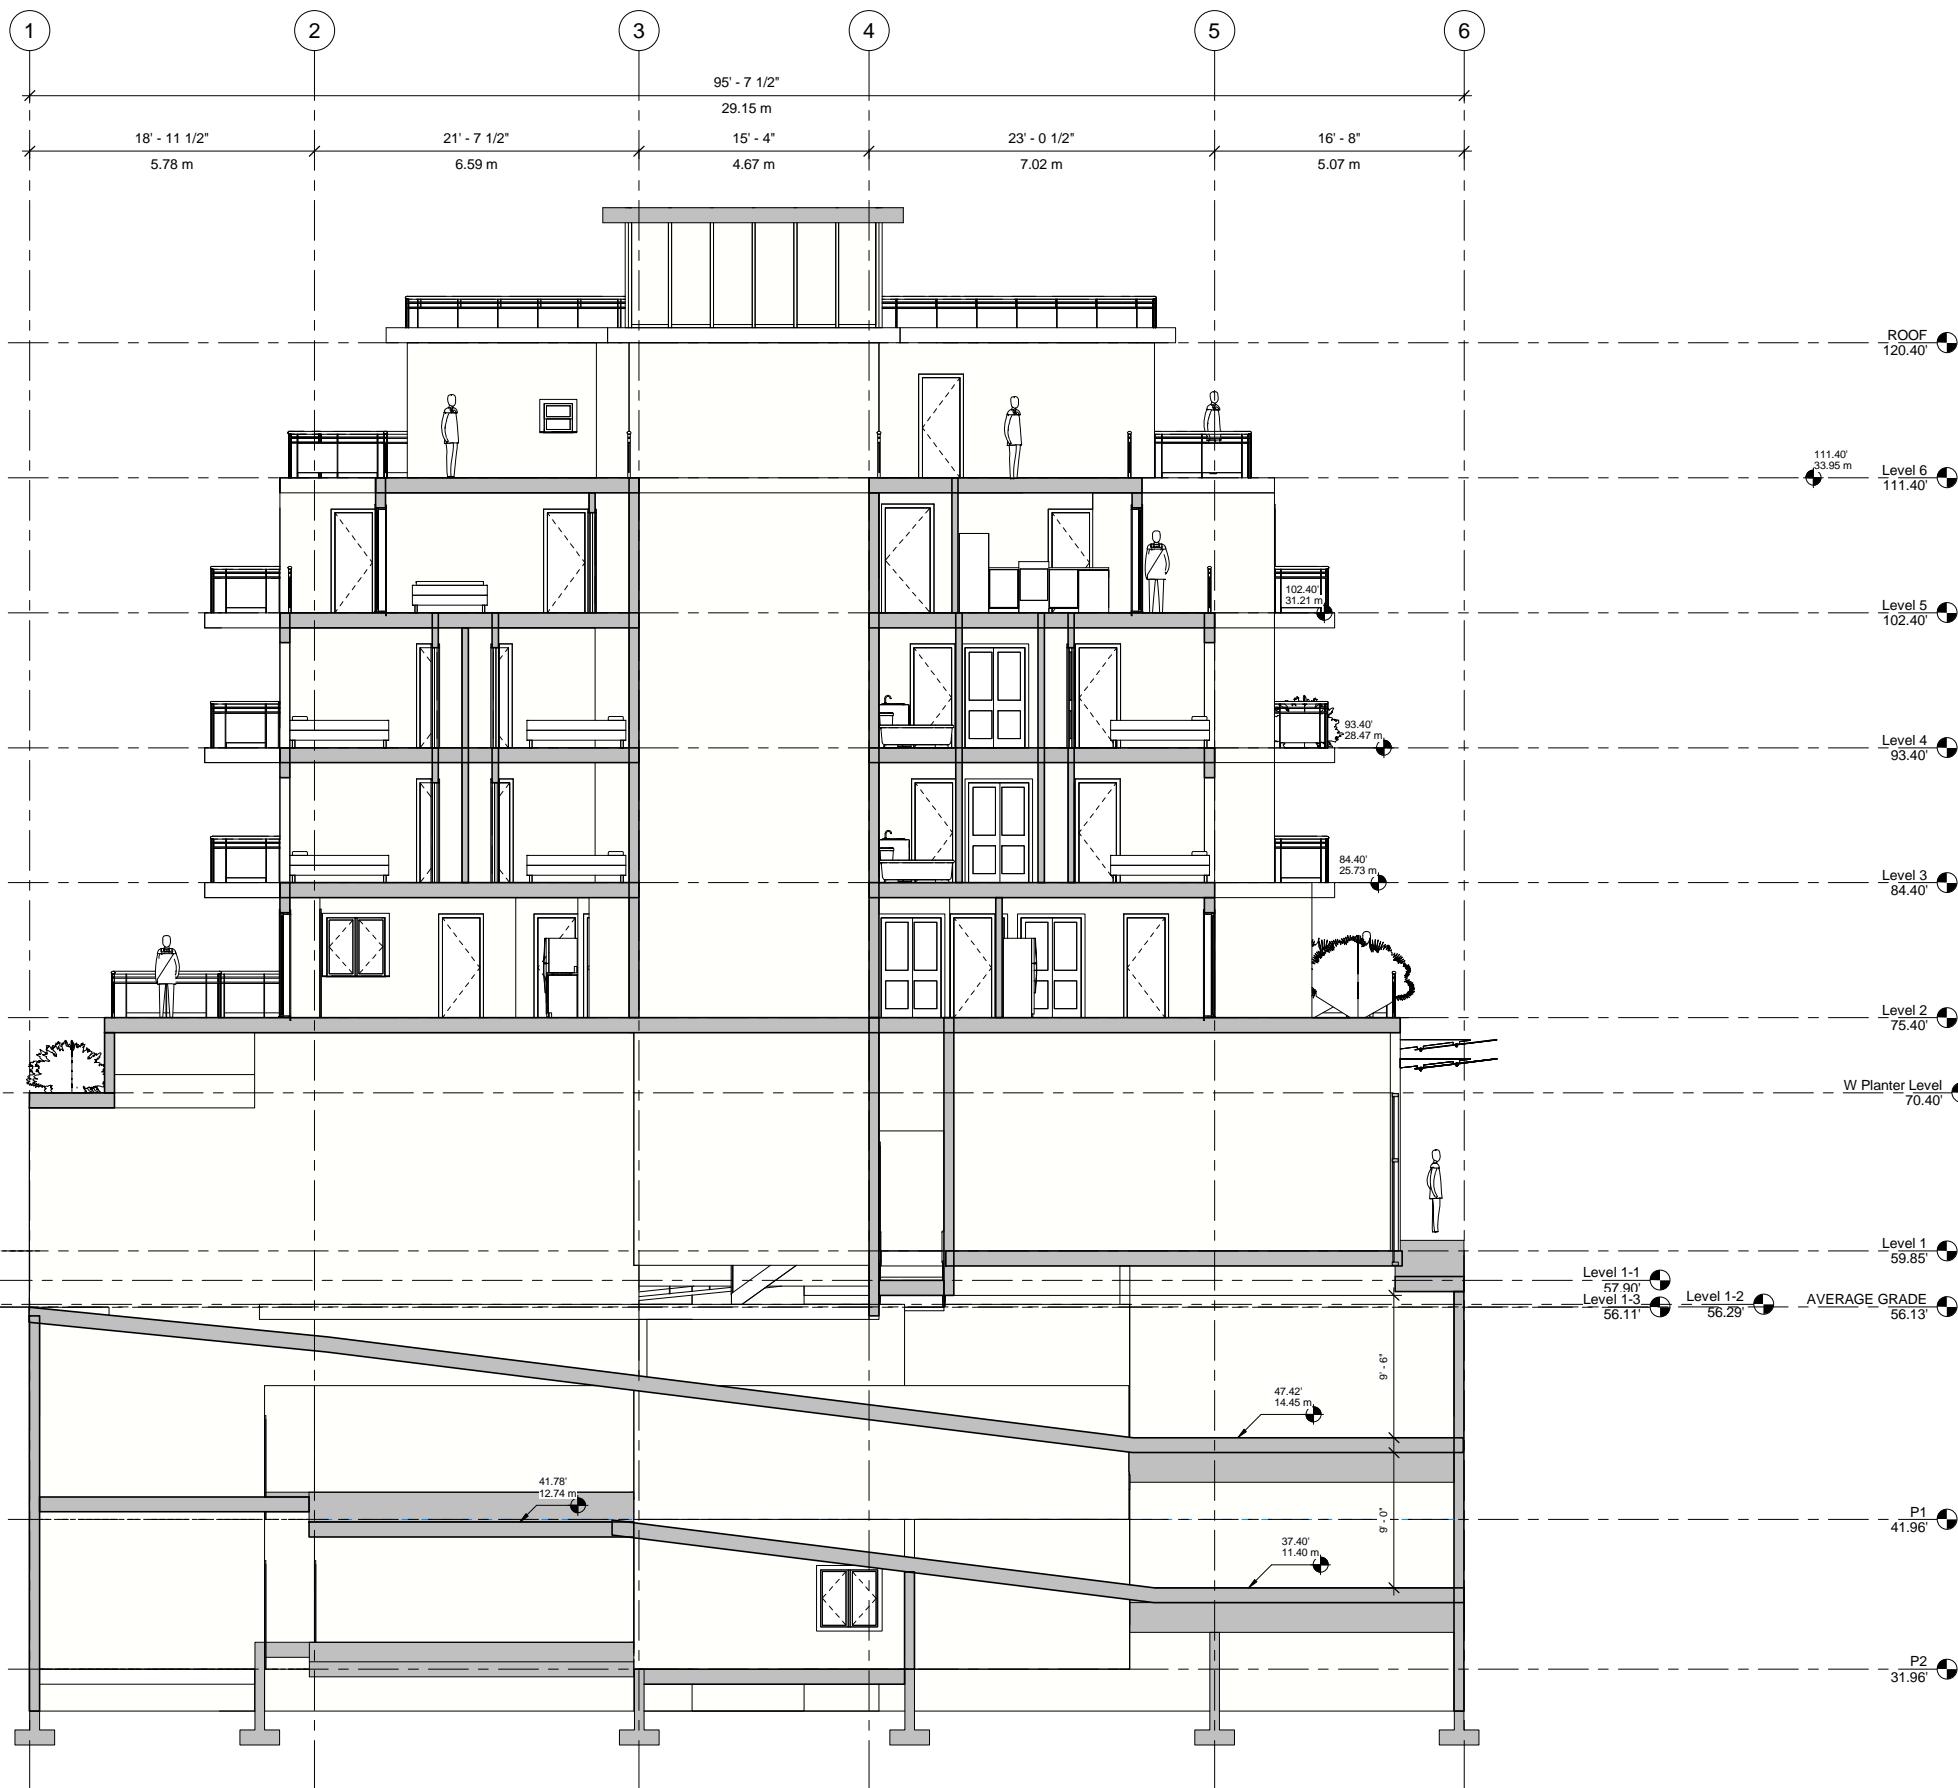 1
2
3
4
5
6
95' - 7 1/2"
29.15 m
18' - 11 1/2"
21' - 7 1/2"
15' - 4"
23' - 0 1/2"
16' - 8"
5.78 m
6.59 m
4.67 m
7.02 m
5.07 m
ROOF
120.40'
111.40'
33.95 m
Level 6
111.40'
102.40'
31.21 m
Level 5
102.40'
93.40'
28.47 m
Level 4
93.40'
84.40'
25.73 m
Level 3
84.40'
Level 2
75.40'
W Planter Level
70.40'
Level 1
59.85'
Level 1-1
57.90'
Level 1-3
56.11'
Level 1-2
56.29'
AVERAGE GRADE
56.13'
9' - 6"
47.42'
14.45 m
41.78'
12.74 m
9' - 0"
P1
41.96'
37.40'
11.40 m
P2
31.96'